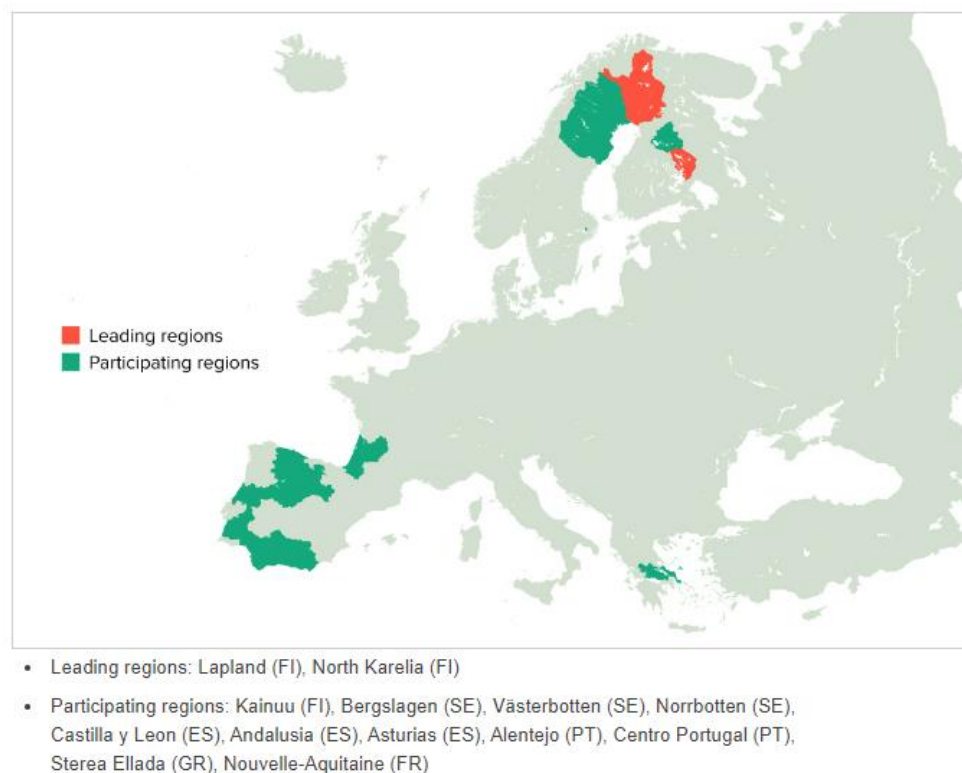 Leading regions
Participating regions
• Leading regions: Lapland (FI), North Karelia (FI)
• Participating regions: Kainuu (FI), Bergslagen (SE), Västerbotten (SE), Norrbotten (SE),
Castilla y Leon (ES), Andalusia (ES), Asturias (ES), Alentejo (PT), Centro Portugal (PT),
Sterea Ellada (GR), Nouvelle-Aquitaine (FR)